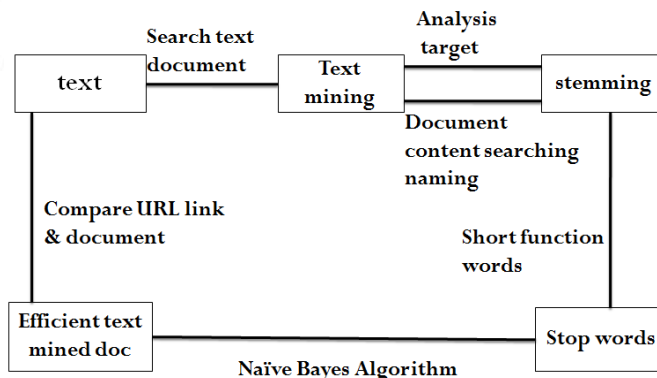 Search text
document
Analysis
target
text
Text
mining
stemming
Document
content searching
naming
Compare URL link
& document
Short function
words
Efficient text
mined doc
Stop words
Naïve Bayes Algorithm